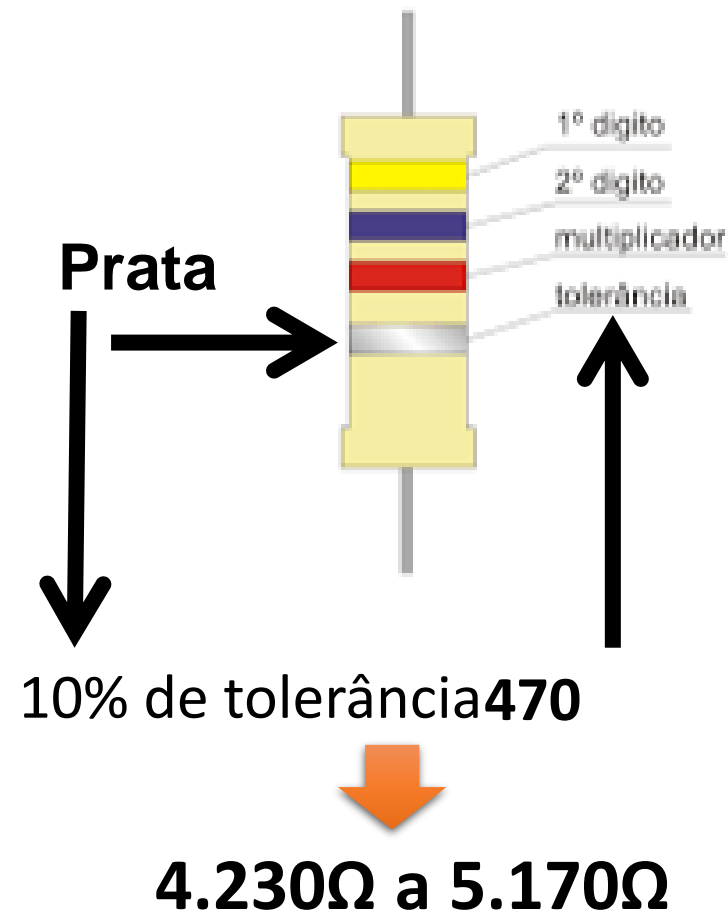 1º digito
2º digito
multiplicador
tolerância
Prata
10% de tolerância470
4.230Ω a 5.170Ω